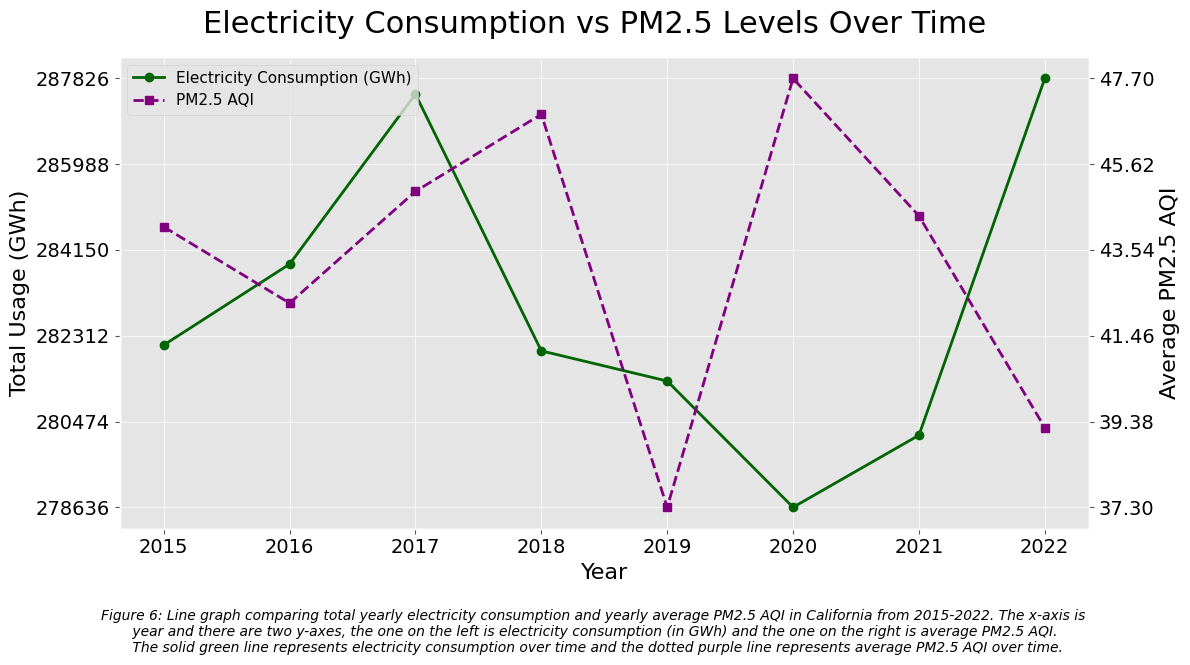 Electricity Consumption vs PM2.5 Levels Over Time
Electricity Consumption (GWh)
PM2.5 AQI
Total Usage (GWh)
287826
285988
284150
282312
280474
278636
47.70
45.62
43.54
41.46
39.38
37.30
Average PM2.5 AQI
2015 2016 2017 2018 2019 2020 2021 2022
Year
Figure 6: Line graph comparing total yearly electricity consumption and yearly average PM2.5 AQI in California from 2015-2022. The x-axis is
year and there are two y-axes, the one on the left is electricity consumption (in GWh) and the one on the right is average PM2.5 AQI.
The solid green line represents electricity consumption over time and the dotted purple line represents average PM2.5 AQI over time.